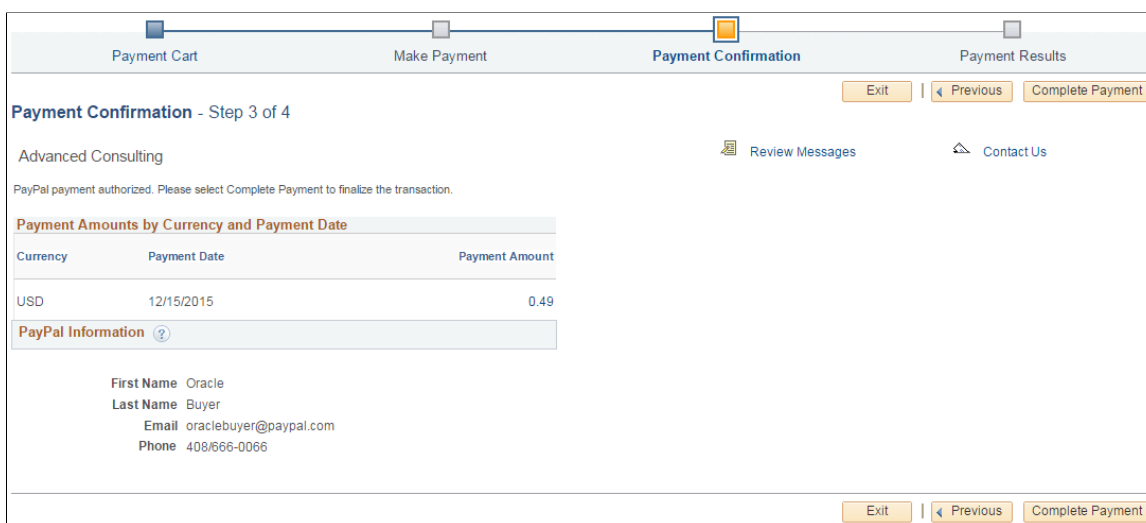 Payment Cart Make Payment Payment Confirmation Payment Results
Exit | Previous Complete Payment
Payment Confirmation - Step 3 of 4
Advanced Consulting Review Messages Contact Us
PayPal payment authorized. Please select Complete Payment to finalize the transaction.
Payment Amounts by Currency and Payment Date
Currency Payment Date Payment Amount
USD 12/15/2015 0.49
PayPal Information ?
First Name Oracle
Last Name Buyer
Email oraclebuyer@paypal.com
Phone 408/666-0066
Exit | Previous Complete Payment